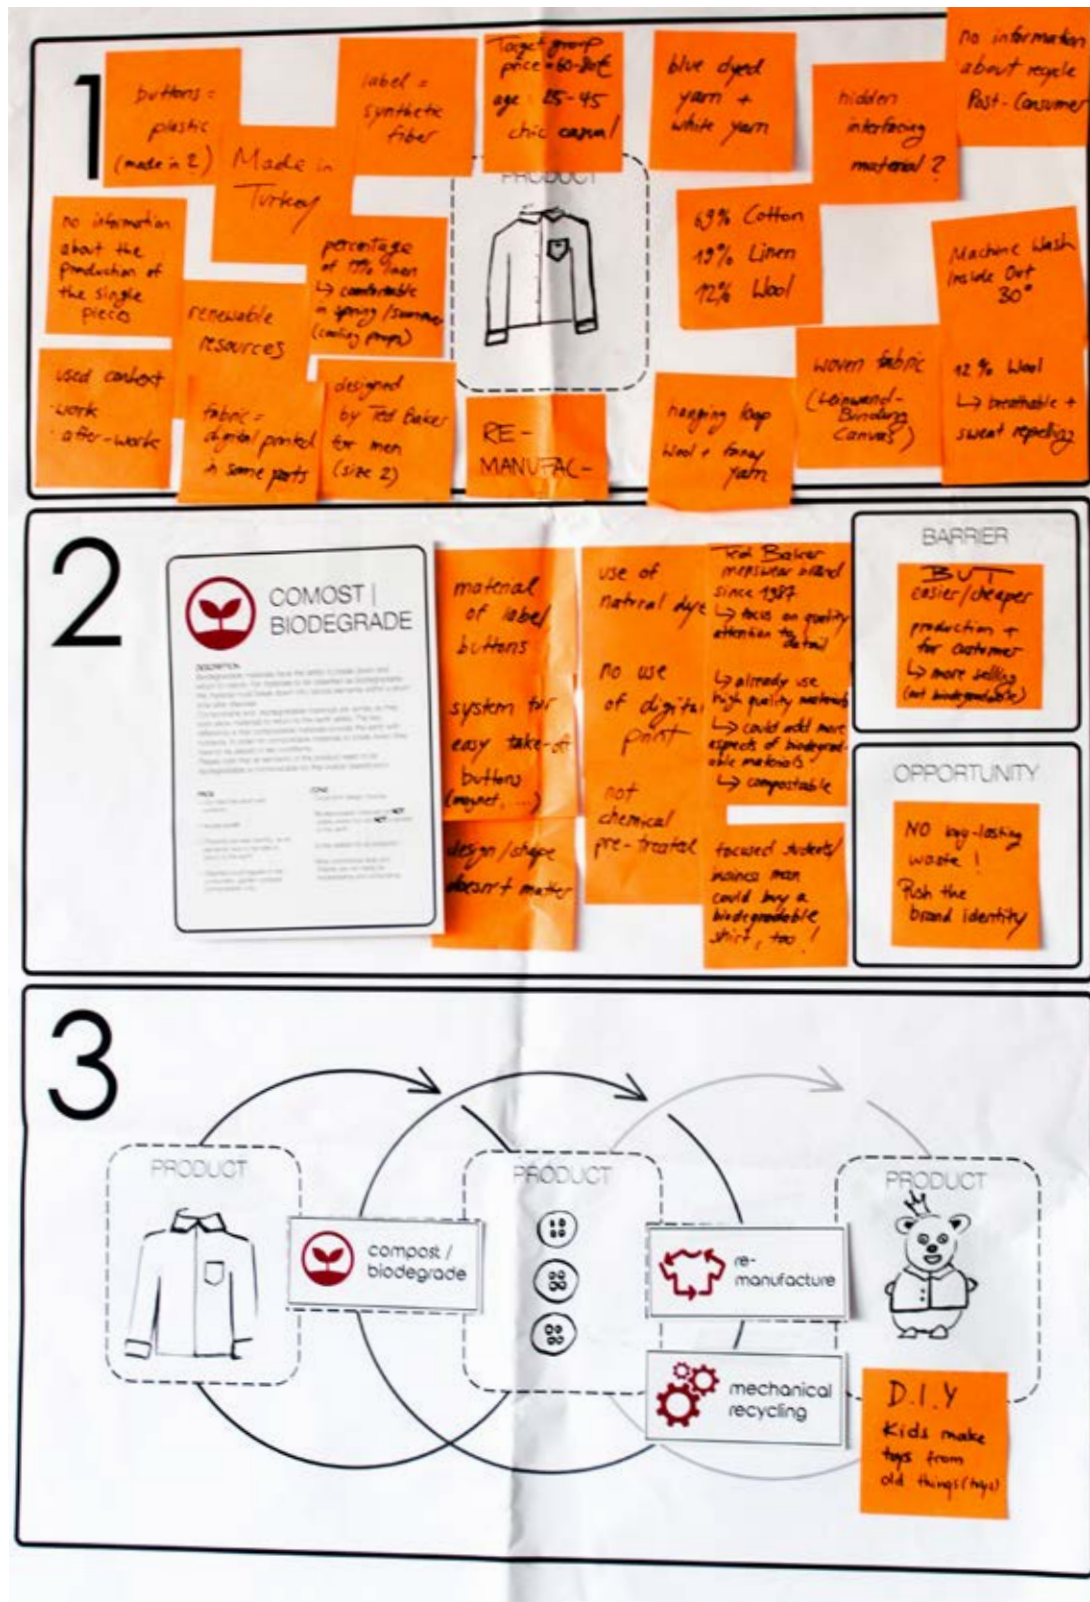 1
buttons =
plastic
(made in 2)
Made in
Turkey
label =
synthetic
fiber
Target group
price = 60-80€
age = 25-45
chic casual
blue dyed
yarn +
white yarn
hidden
interfacing
material ?
no information
about recycle
Post-Consumer
no information
about the
production of
the single
pieces
renewable
resources
percentage
of 19% linen
↳ comfortable
in spring/summer
(cooling props)
PRODUCT
69% Cotton
19% Linen
12% Wool
Machine Wash
Inside Out
30°
used context
- work
- after-work
fabric =
digital printed
in some parts
designed
by Ted Baker
for men
(size 2)
RE-
MANUFAC-
hanging loop
Wool + fancy
yarn
woven fabric
(Leinwand-
Bindung
Canvas)
12 % Wool
↳ breathable +
sweat repelling
2
COMOST |
BIODEGRADE
DESCRIPTION
material
of label
buttons
system for
easy take-of
buttons
(magnet, ...)
design/shape
doesn't matter
use of
natural dye
no use
of digital
print
not
chemical
pre-treated
Ted Baker
menswear brand
since 1987
↳ focus on quality
attention to
detail
↳ already use
high quality materials
↳ could add more
aspects of biodegrad-
able materials
↳ compostable
focused students/
business man
could buy a
biodegradable
shirt, too !
BARRIER
BUT
easier/cheaper
production +
for customer
↳ more selling
(not biodegradable)
OPPORTUNITY
NO long-lasting
waste !
Push the
brand identity
3
PRODUCT
compost /
biodegrade
PRODUCT
re-
manufacture
mechanical
recycling
PRODUCT
D.I.Y
Kids make
toys from
old things (toys)